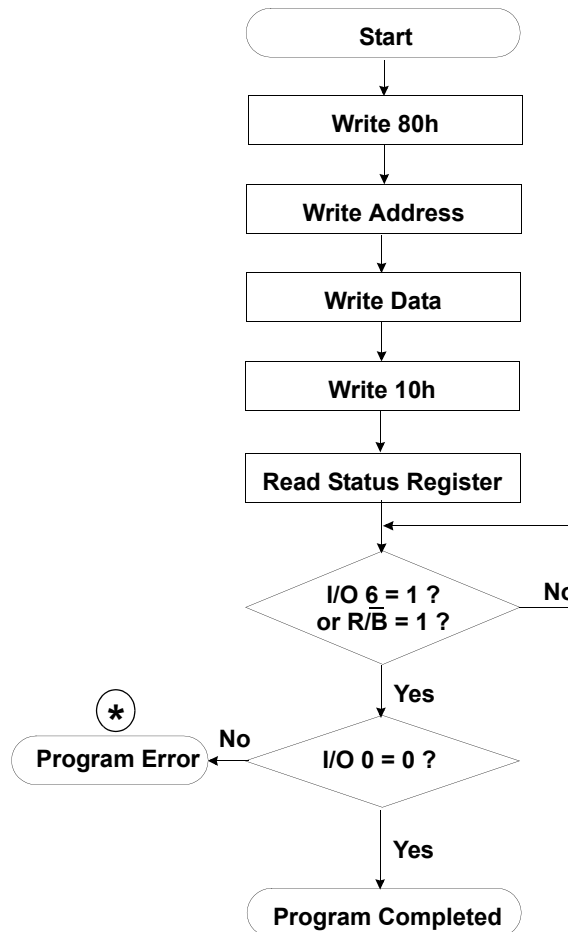 Start
Write 80h
Write Address
Write Data
Write 10h
Read Status Register
I/O 6 = 1 ?
or R/B̅ = 1 ?
No
Yes
*
Program Error
No
I/O 0 = 0 ?
Yes
Program Completed